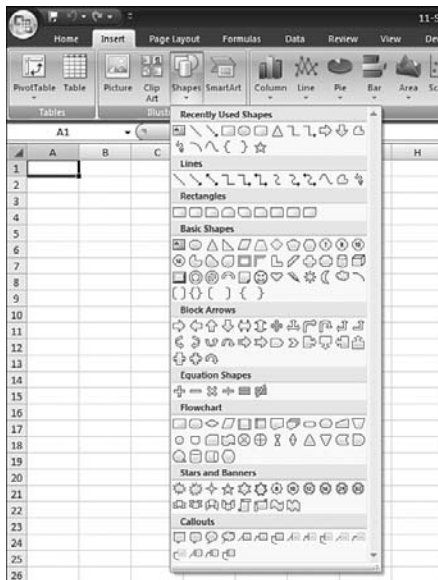 11-S
Home Insert Page Layout Formulas Data Review View De
PivotTable Table Picture Clip Art Shapes SmartArt Column Line Pie Bar Area Sc
Tables Illust
A1
Recently Used Shapes
A B C H
Lines
Rectangles
Basic Shapes
Block Arrows
Equation Shapes
Flowchart
Stars and Banners
Callouts
1
2
3
4
5
6
7
8
9
10
11
12
13
14
15
16
17
18
19
20
21
22
23
24
25
26